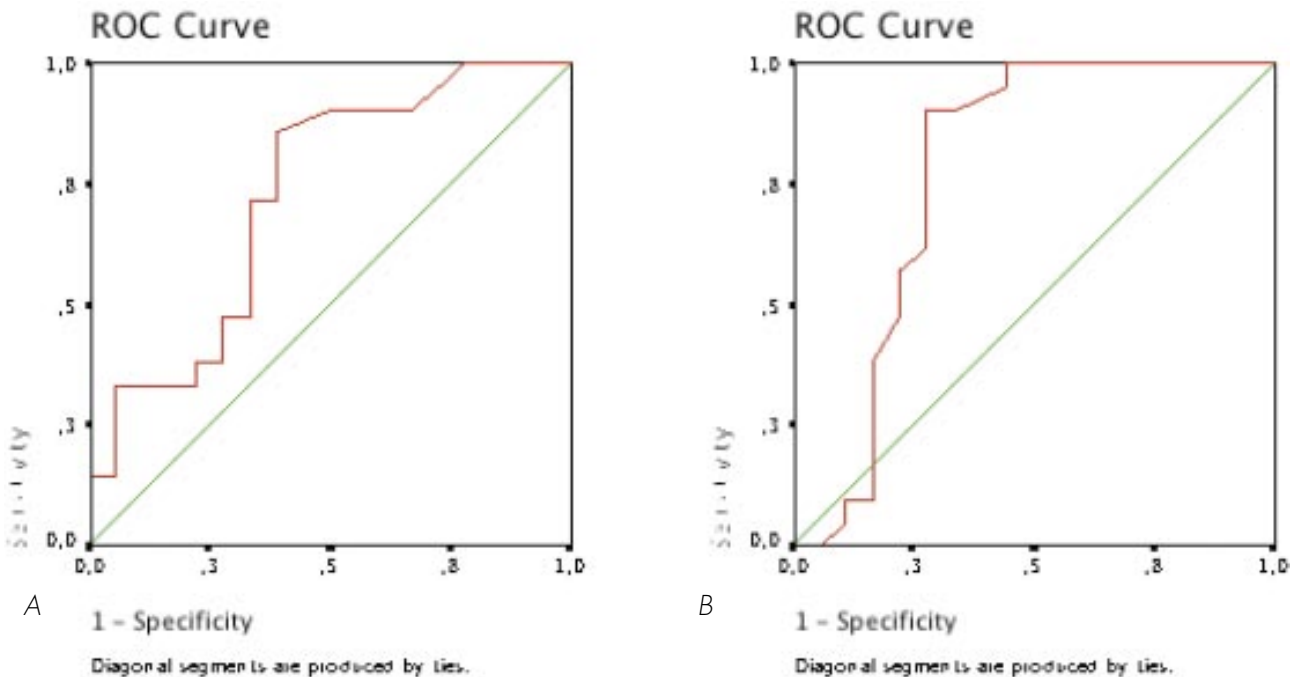 ROC Curve
1,0
,8
,5
,3
0,0
0,0 ,3 ,5 ,8 1,0
A
1 - Specificity
Diagonal segments are produced by ties.
ROC Curve
1,0
,8
,5
,3
0,0
0,0 ,3 ,5 ,8 1,0
B
1 - Specificity
Diagonal segments are produced by ties.